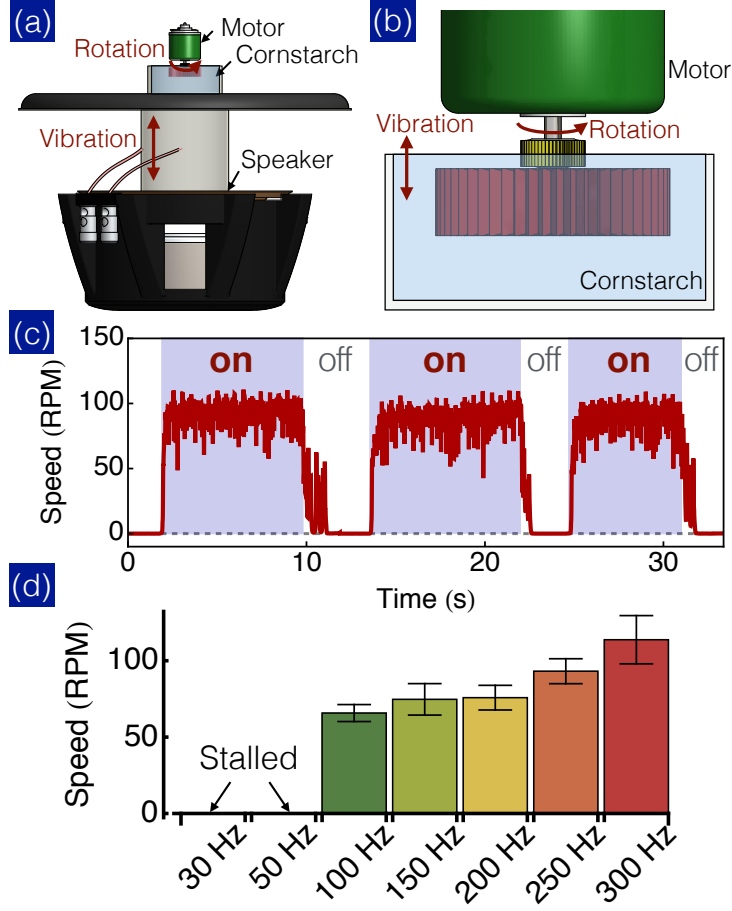 (a)
Motor
Rotation
Cornstarch
Vibration
Speaker
(b)
Motor
Vibration
Rotation
Cornstarch
(c)
Speed (RPM)
150
100
50
0
on
off
on
off
on
off
0
10
20
30
Time (s)
(d)
Speed (RPM)
100
50
0
Stalled
30 Hz
50 Hz
100 Hz
150 Hz
200 Hz
250 Hz
300 Hz